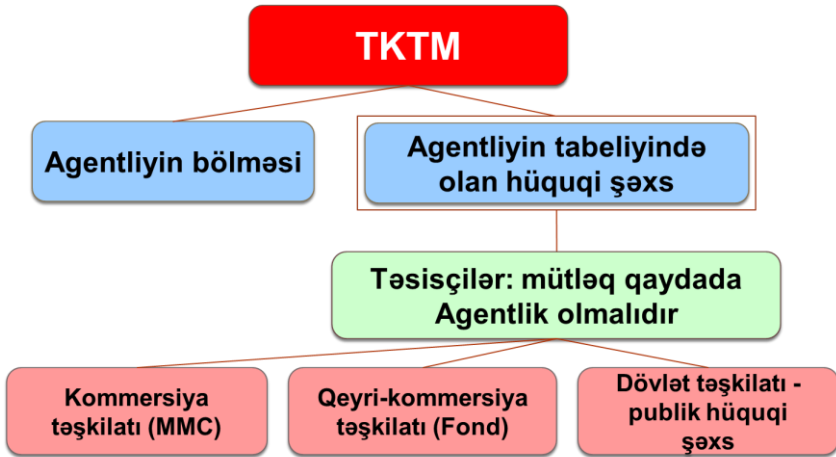 TKTM
Agentliyin bölməsi
Agentliyin tabeliyində
olan hüquqi şəxs
Təsisçilər: mütləq qaydada
Agentlik olmalıdır
Kommersiya
təşkilatı (MMC)
Qeyri-kommersiya
təşkilatı (Fond)
Dövlət təşkilatı -
publik hüquqi
şəxs